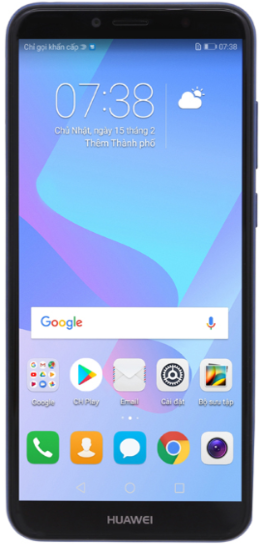 Chỉ gọi khẩn cấp 07:38
07:38
Chủ Nhật, ngày 15 tháng 2
Thêm Thành phố
Google
Google CH Play Email Cài đặt Bộ sưu tập
HUAWEI